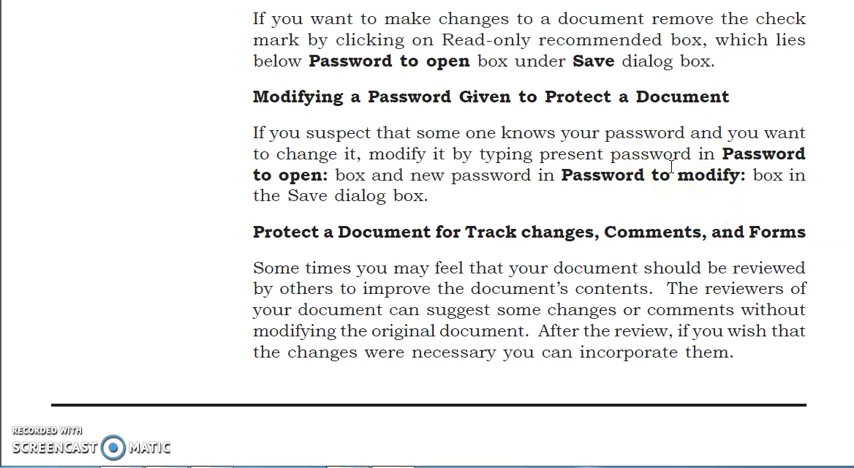 If you want to make changes to a document remove the check
mark by clicking on Read-only recommended box, which lies
below Password to open box under Save dialog box.
Modifying a Password Given to Protect a Document
If you suspect that some one knows your password and you want
to change it, modify it by typing present password in Password
to open: box and new password in Password to modify: box in
the Save dialog box.
Protect a Document for Track changes, Comments, and Forms
Some times you may feel that your document should be reviewed
by others to improve the document's contents. The reviewers of
your document can suggest some changes or comments without
modifying the original document. After the review, if you wish that
the changes were necessary you can incorporate them.
RECORDED WITH
SCREENCAST MATIC